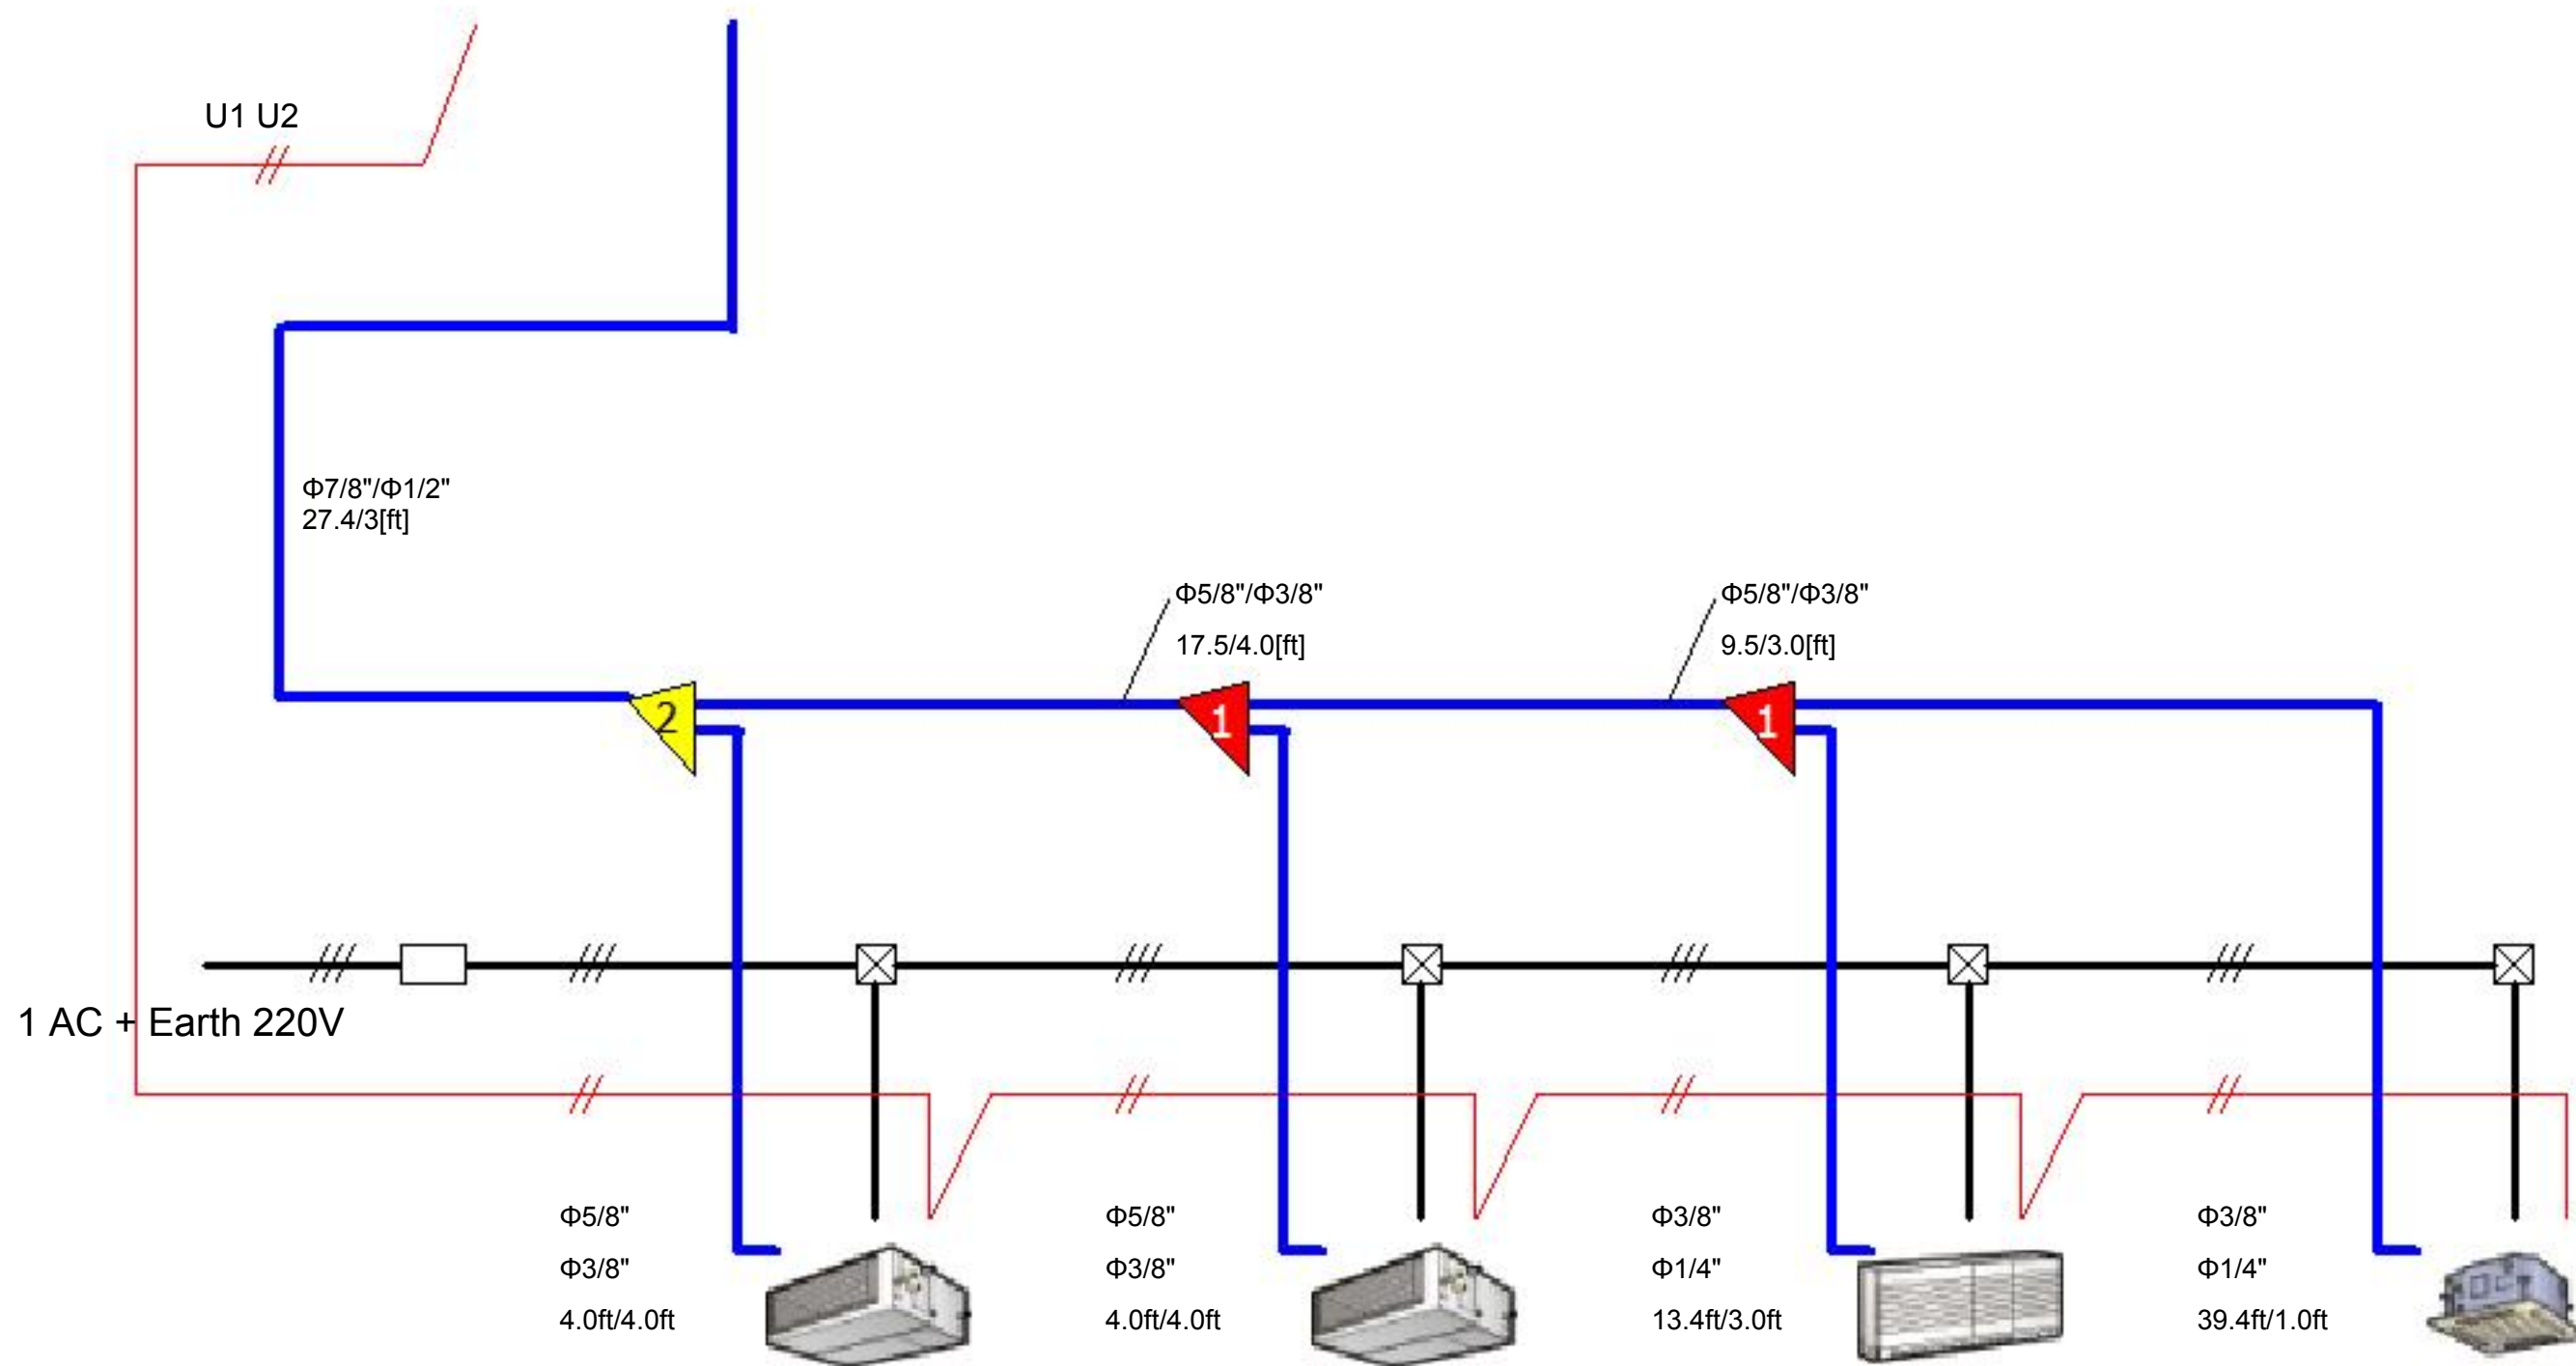 U1 U2
Φ7/8"/Φ1/2"
27.4/3[ft]
Φ5/8"/Φ3/8"
17.5/4.0[ft]
Φ5/8"/Φ3/8"
9.5/3.0[ft]
2
1
1
1 AC + Earth 220V
Φ5/8"
Φ3/8"
4.0ft/4.0ft
Φ5/8"
Φ3/8"
4.0ft/4.0ft
Φ3/8"
Φ1/4"
13.4ft/3.0ft
Φ3/8"
Φ1/4"
39.4ft/1.0ft